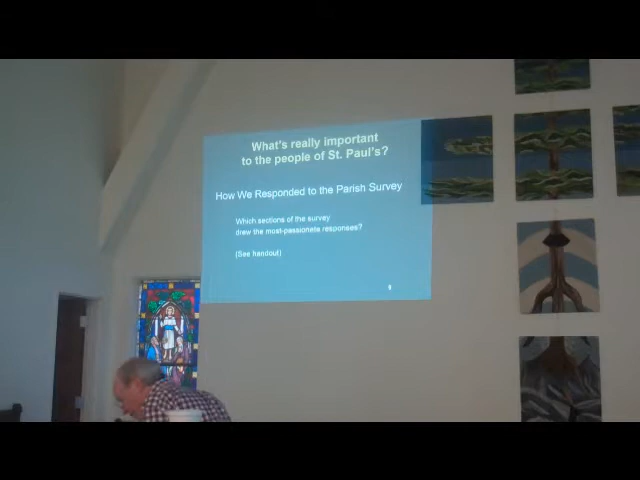 What's really important
to the people of St. Paul's?
How We Responded to the Parish Survey
Which sections of the survey
drew the most-passionate responses?
(See handout)